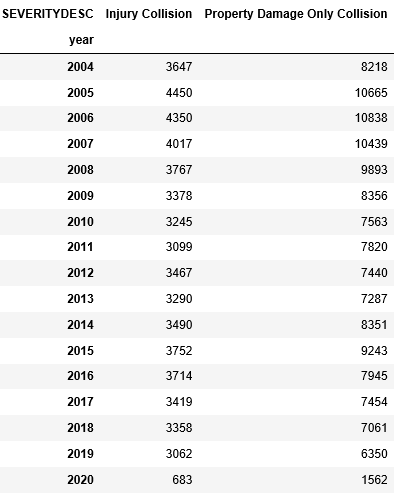 SEVERITYDESC Injury Collision Property Damage Only Collision
year
2004 3647 8218
2005 4450 10665
2006 4350 10838
2007 4017 10439
2008 3767 9893
2009 3378 8356
2010 3245 7563
2011 3099 7820
2012 3467 7440
2013 3290 7287
2014 3490 8351
2015 3752 9243
2016 3714 7945
2017 3419 7454
2018 3358 7061
2019 3062 6350
2020 683 1562